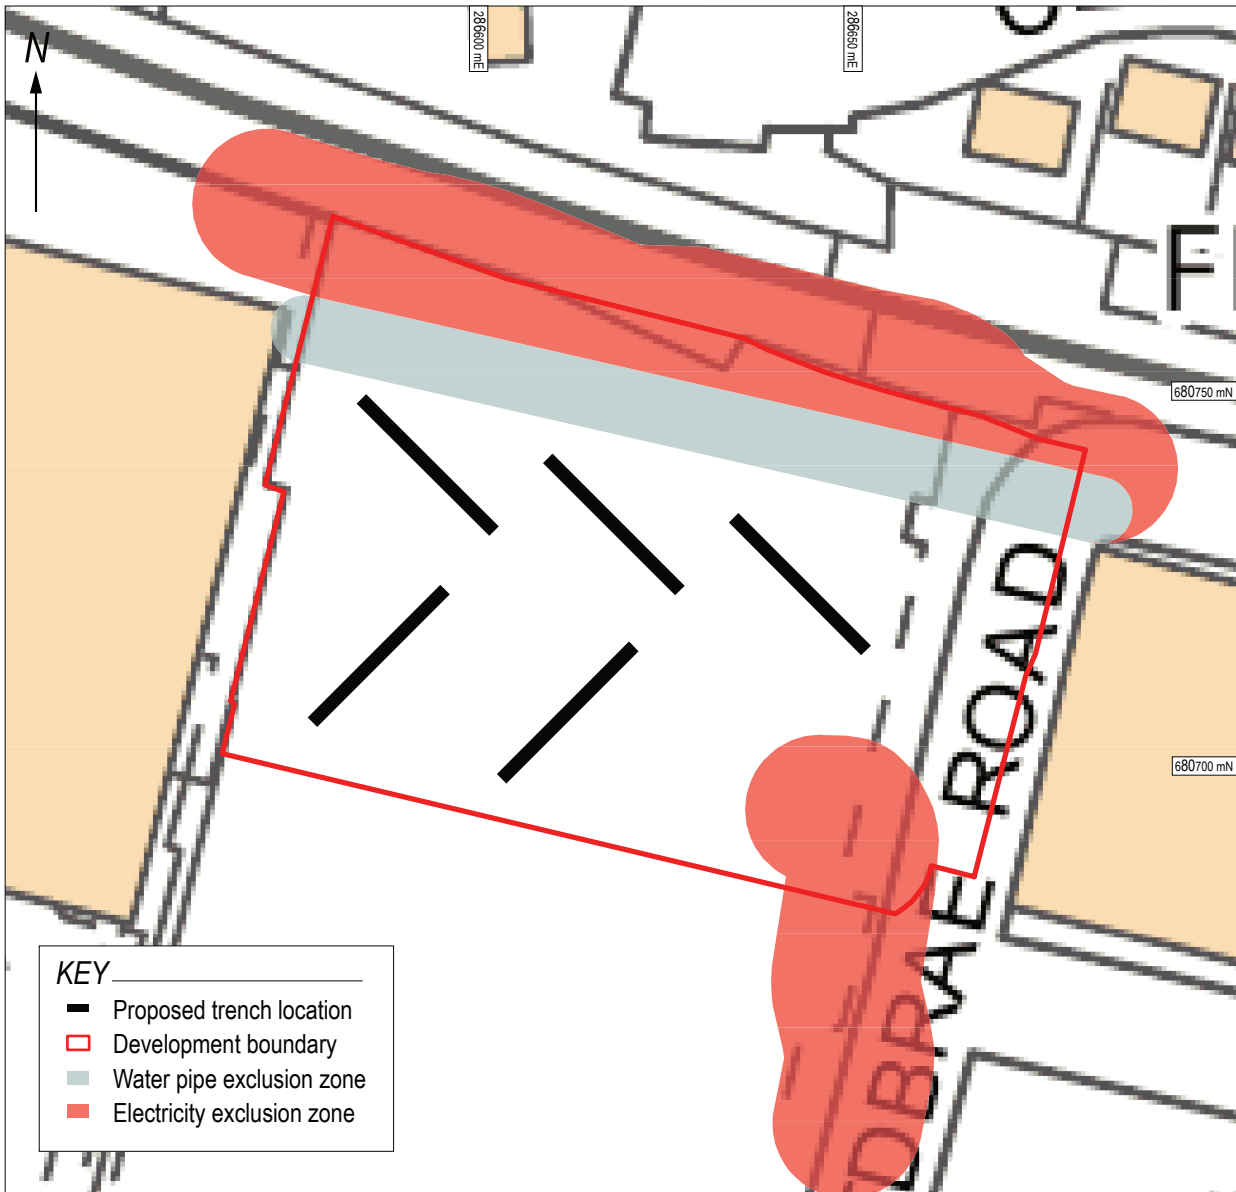 N
286600 mE
286650 mE
F
680750 mN
ROAD
680700 mN
KEY
Proposed trench location
Development boundary
Water pipe exclusion zone
Electricity exclusion zone